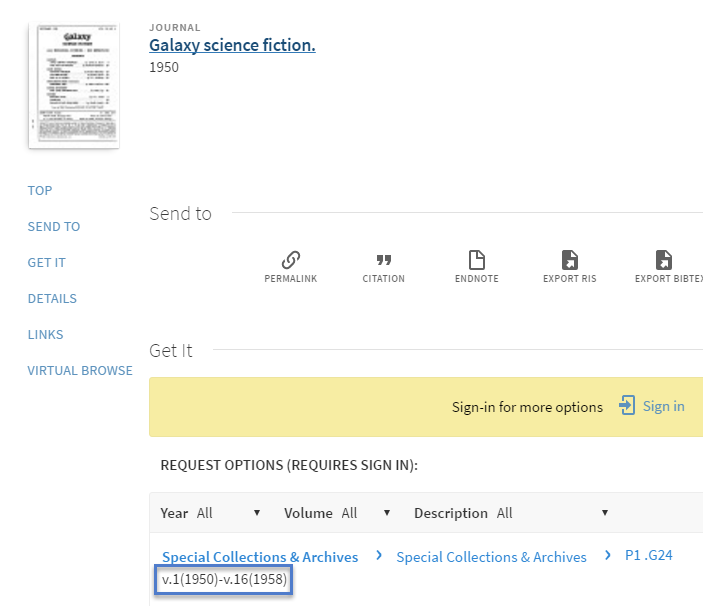 JOURNAL
Galaxy science fiction.
1950
Galaxy
TOP
SEND TO
GET IT
DETAILS
LINKS
VIRTUAL BROWSE
Send to
PERMALINK
CITATION
ENDNOTE
EXPORT RIS
EXPORT BIBTEX
Get It
Sign-in for more options Sign in
REQUEST OPTIONS (REQUIRES SIGN IN):
Year All Volume All Description All
Special Collections & Archives Special Collections & Archives P1 .G24
v.1(1950)-v.16(1958)